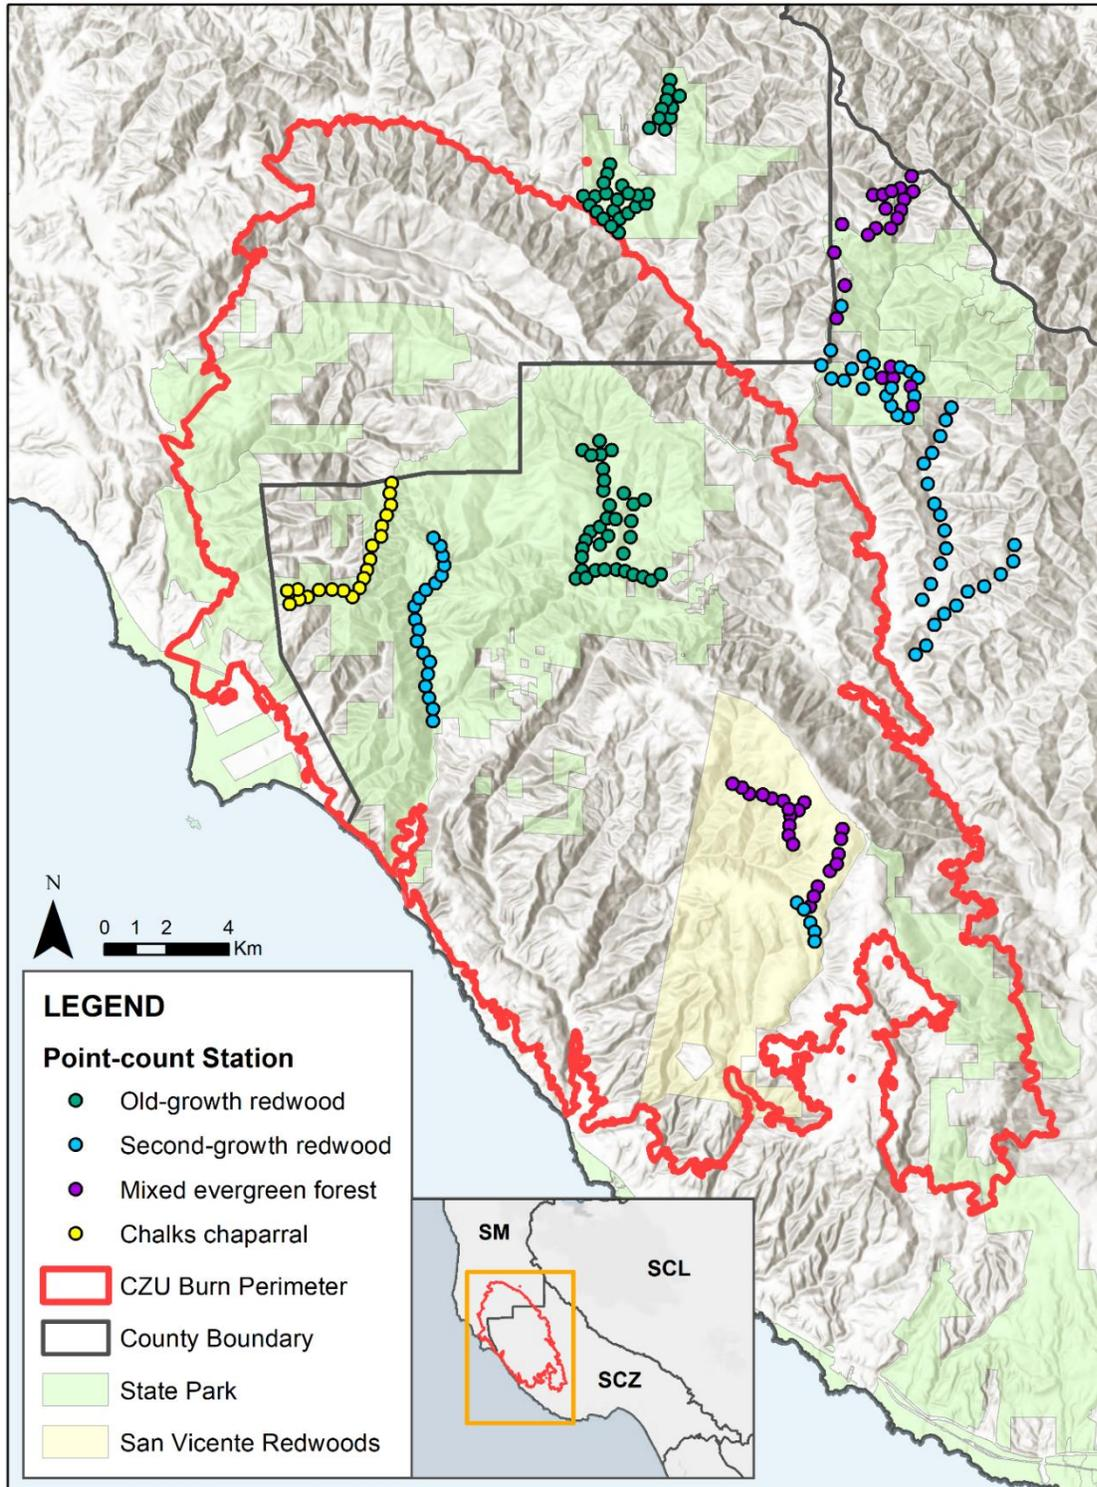 N
0 1 2 4
Km
LEGEND
Point-count Station
Old-growth redwood
Second-growth redwood
Mixed evergreen forest
Chalks chaparral
CZU Burn Perimeter
County Boundary
State Park
San Vicente Redwoods
SM
SCL
SCZ